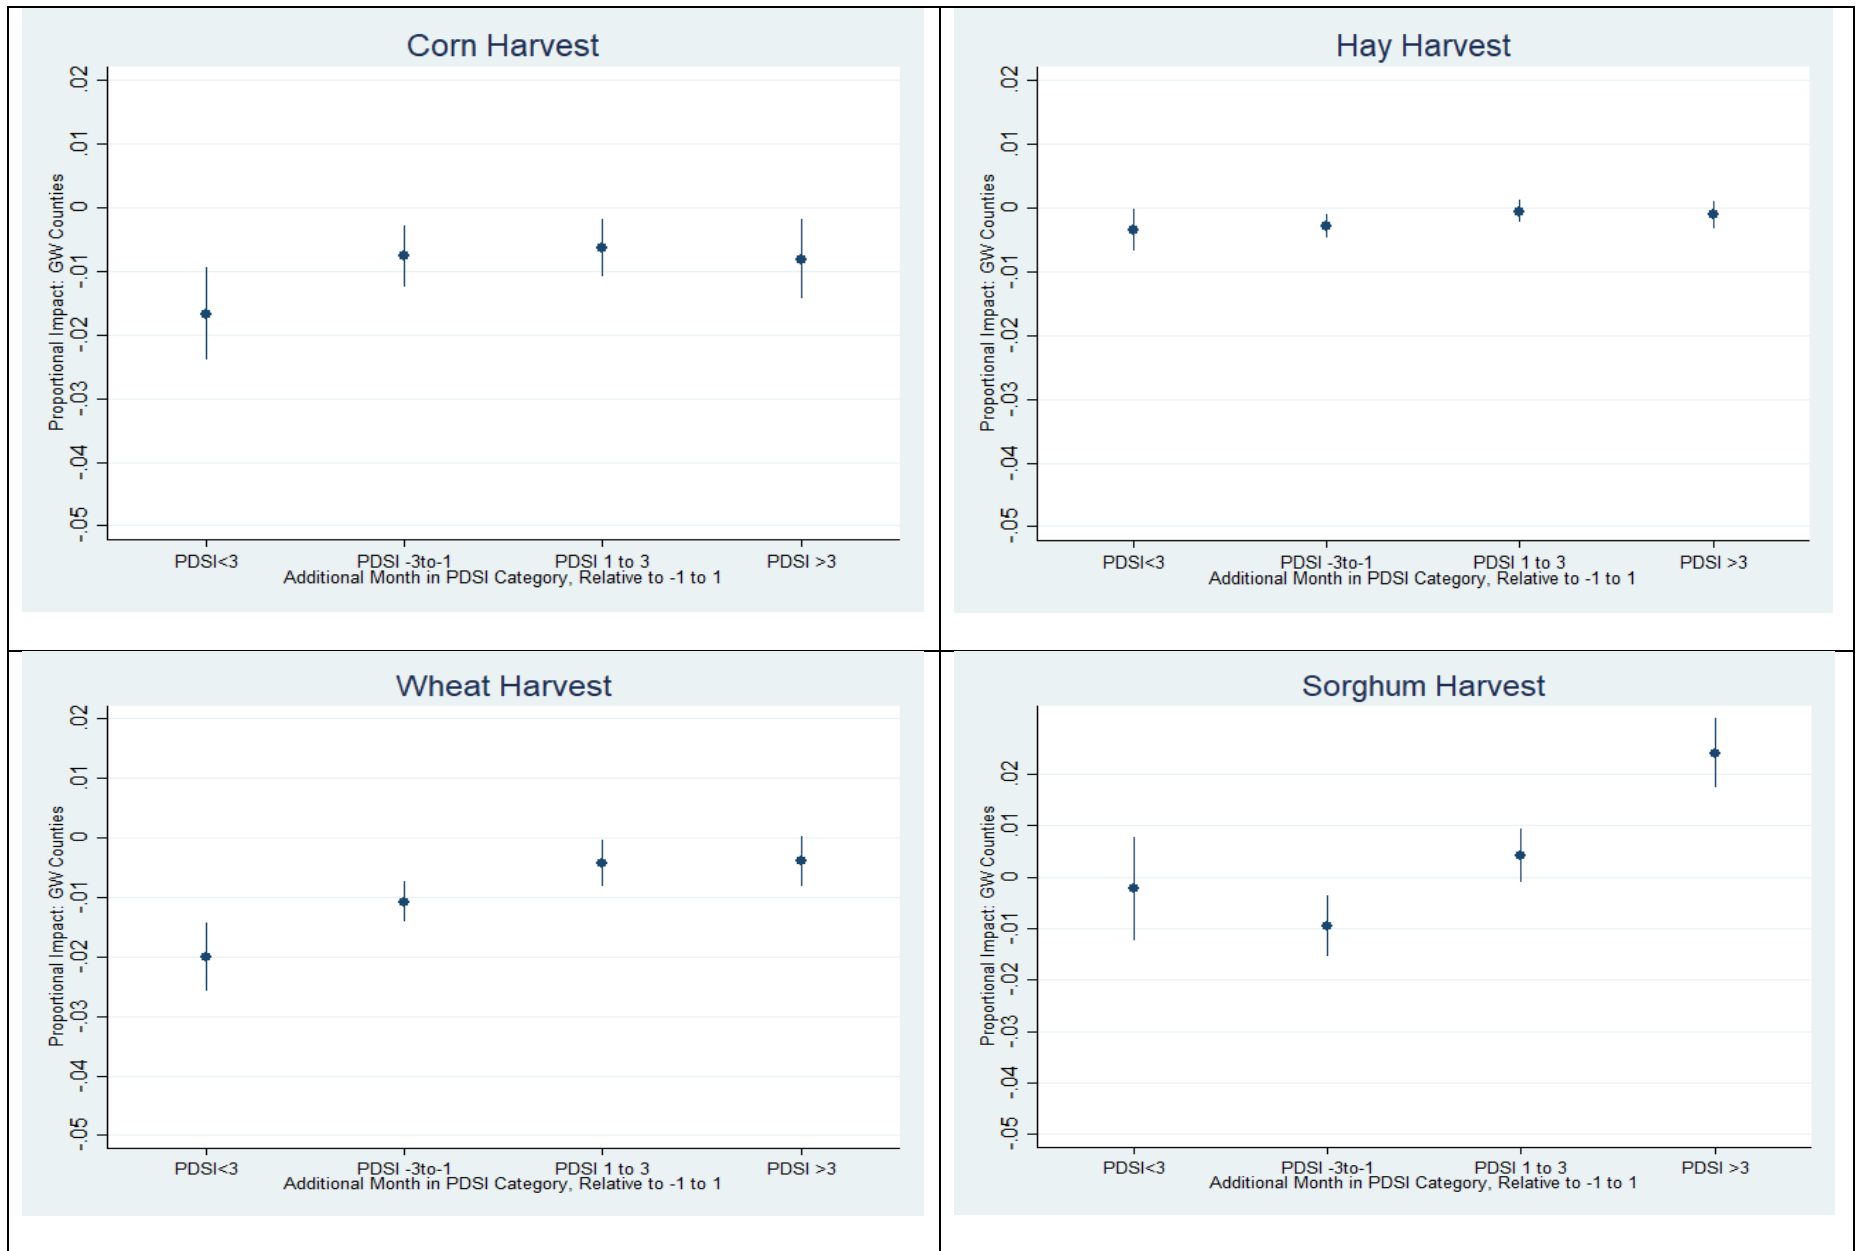 Corn Harvest
Proportional Impact: GW Counties
.02
.01
0
-.01
-.02
-.03
-.04
-.05
PDSI<3 PDSI -3to-1 PDSI 1 to 3 PDSI >3
Additional Month in PDSI Category, Relative to -1 to 1
Hay Harvest
Proportional Impact: GW Counties
.02
.01
0
-.01
-.02
-.03
-.04
-.05
PDSI<3 PDSI -3to-1 PDSI 1 to 3 PDSI >3
Additional Month in PDSI Category, Relative to -1 to 1
Wheat Harvest
Proportional Impact: GW Counties
.02
.01
0
-.01
-.02
-.03
-.04
-.05
PDSI<3 PDSI -3to-1 PDSI 1 to 3 PDSI >3
Additional Month in PDSI Category, Relative to -1 to 1
Sorghum Harvest
Proportional Impact: GW Counties
.02
.01
0
-.01
-.02
-.03
-.04
-.05
PDSI<3 PDSI -3to-1 PDSI 1 to 3 PDSI >3
Additional Month in PDSI Category, Relative to -1 to 1